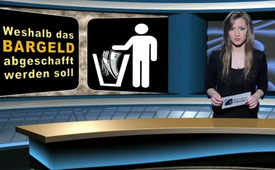 Weshalb das
BARGELD
abgeschafft
werden soll